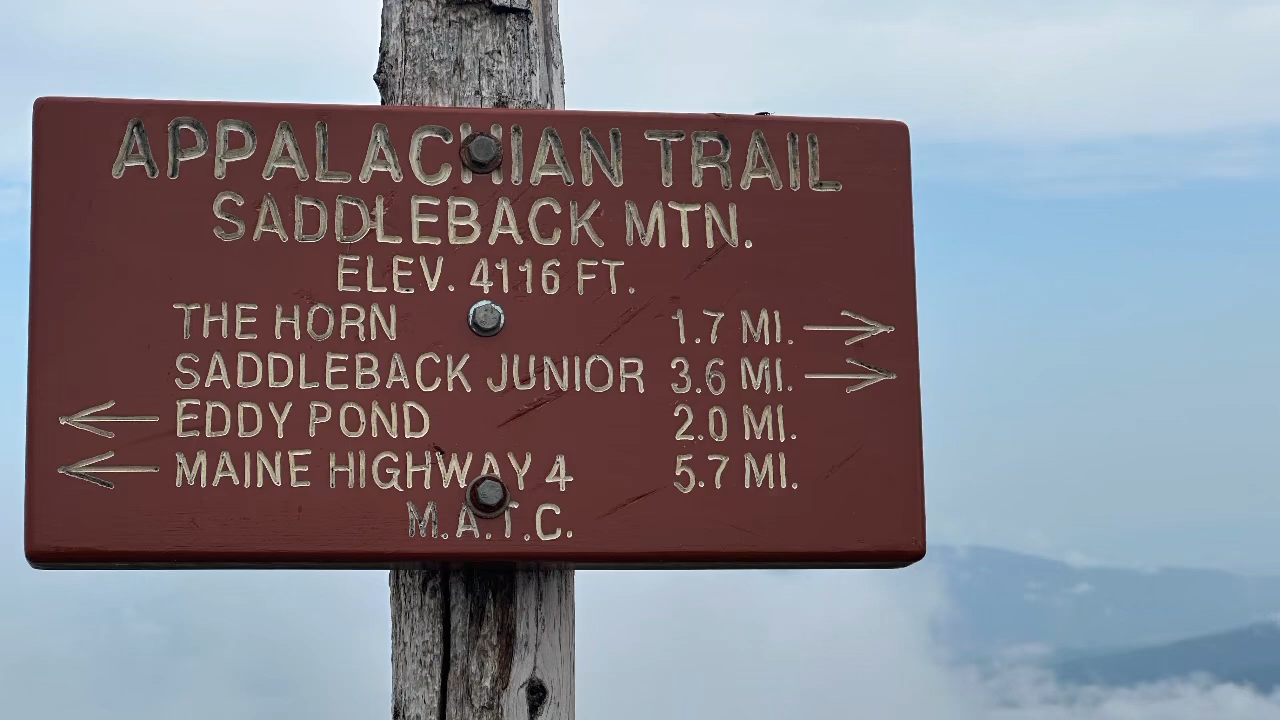 APPALACHIAN TRAIL
SADDLEBACK MTN.
ELEV. 4116 FT.
THE HORN 1.7 MI. →
SADDLEBACK JUNIOR 3.6 MI. →
← EDDY POND 2.0 MI.
← MAINE HIGHWAY 4 5.7 MI.
M.A.T.C.